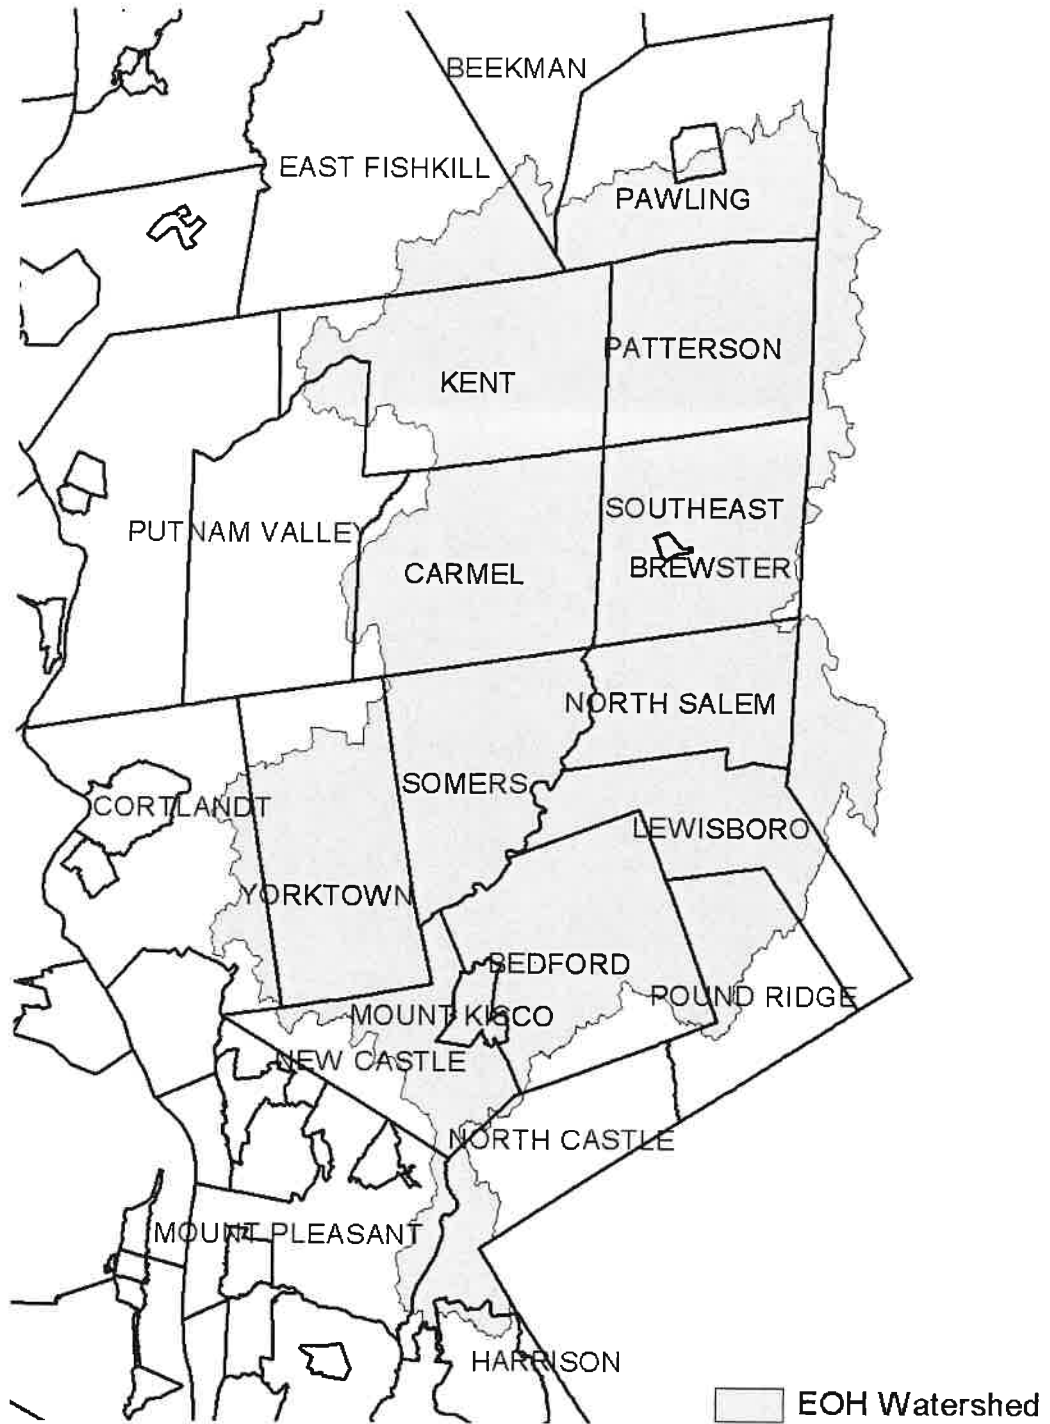 BEEKMAN
EAST FISHKILL
PAWLING
PATTERSON
KENT
SOUTHEAST
PUTNAM VALLEY
BREWSTER
CARMEL
NORTH SALEM
SOMERS
CORTLANDT
LEWISBORO
YORKTOWN
BEDFORD
POUND RIDGE
MOUNT KISCO
NEW CASTLE
NORTH CASTLE
MOUNT PLEASANT
HARRISON
EOH Watershed